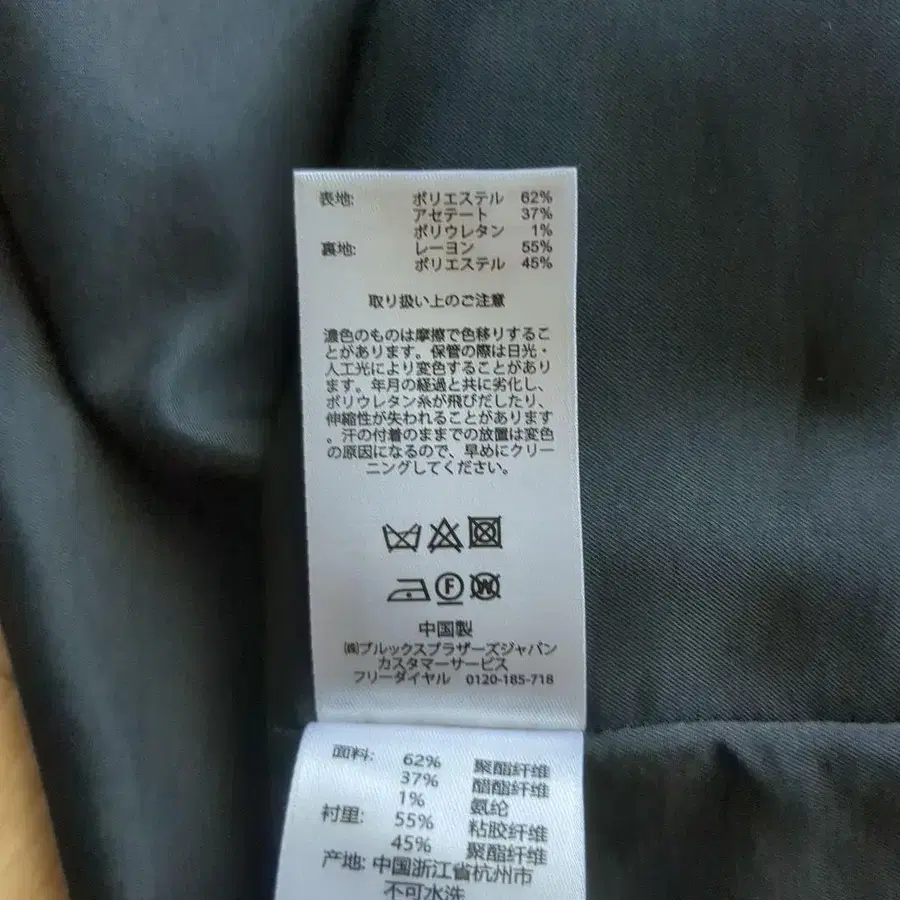 表地: ポリエステル 62%
アセテート 37%
ポリウレタン 1%
裏地: レーヨン 55%
ポリエステル 45%
取り扱い上のご注意
濃色のものは摩擦で色移りするこ
とがあります。保管の際は日光・
人工光により変色することがあり
ます。年月の経過と共に劣化し、
ポリウレタン糸が飛びだしたり、
伸縮性が失われることがあります
。汗の付着のままでの放置は変色
の原因になるので、早めにクリー
ニングしてください。
F W
中国製
㈱ブルックスブラザーズジャパン
カスタマーサービス
フリーダイヤル 0120-185-718
面料: 62% 聚酯纤维
37% 醋酯纤维
1% 氨纶
衬里: 55% 粘胶纤维
45% 聚酯纤维
产地: 中国浙江省杭州市
不可水洗